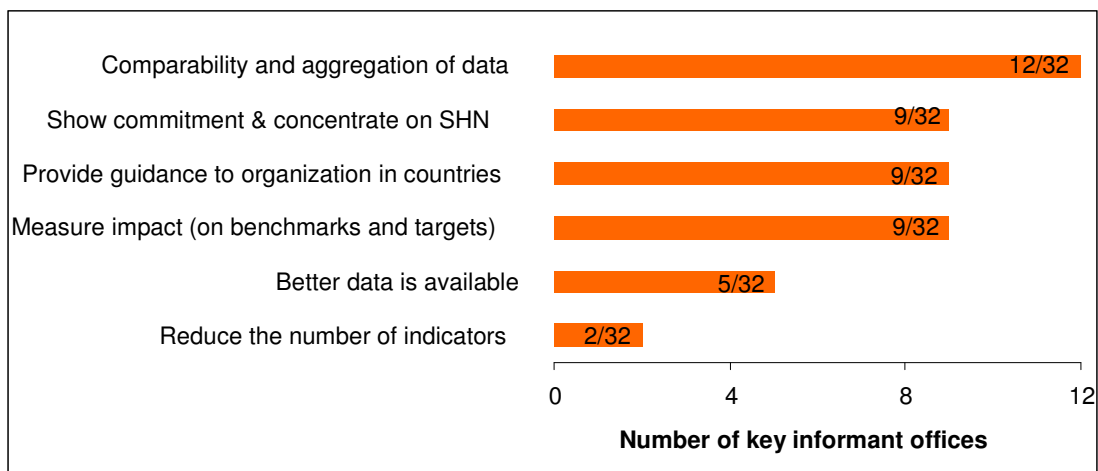 Comparability and aggregation of data 12/32
Show commitment & concentrate on SHN 9/32
Provide guidance to organization in countries 9/32
Measure impact (on benchmarks and targets) 9/32
Better data is available 5/32
Reduce the number of indicators 2/32
0 4 8 12
Number of key informant offices